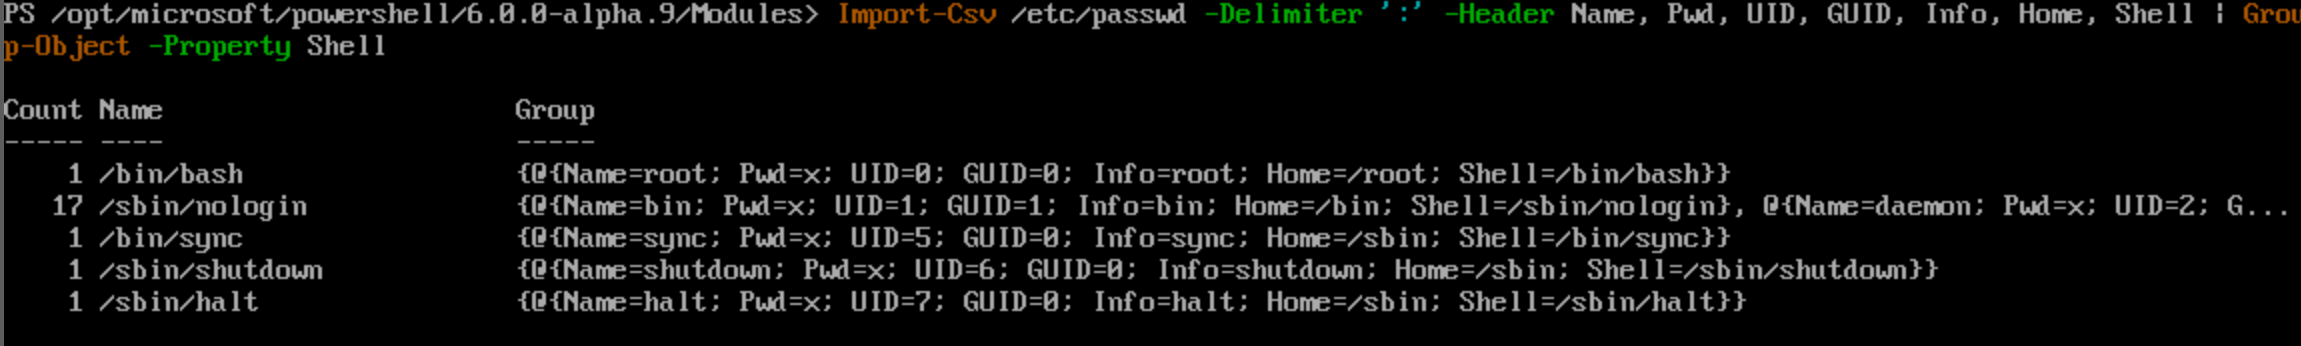 PS /opt/microsoft/powershell/6.0.0-alpha.9/Modules> Import-Csv /etc/passwd -Delimiter ':' -Header Name, Pwd, UID, GUID, Info, Home, Shell | Grou
p-Object -Property Shell
Count Name Group
----- ---- -----
1 /bin/bash {@{Name=root; Pwd=x; UID=0; GUID=0; Info=root; Home=/root; Shell=/bin/bash}}
17 /sbin/nologin {@{Name=bin; Pwd=x; UID=1; GUID=1; Info=bin; Home=/bin; Shell=/sbin/nologin}, @{Name=daemon; Pwd=x; UID=2; G...
1 /bin/sync {@{Name=sync; Pwd=x; UID=5; GUID=0; Info=sync; Home=/sbin; Shell=/bin/sync}}
1 /sbin/shutdown {@{Name=shutdown; Pwd=x; UID=6; GUID=0; Info=shutdown; Home=/sbin; Shell=/sbin/shutdown}}
1 /sbin/halt {@{Name=halt; Pwd=x; UID=7; GUID=0; Info=halt; Home=/sbin; Shell=/sbin/halt}}